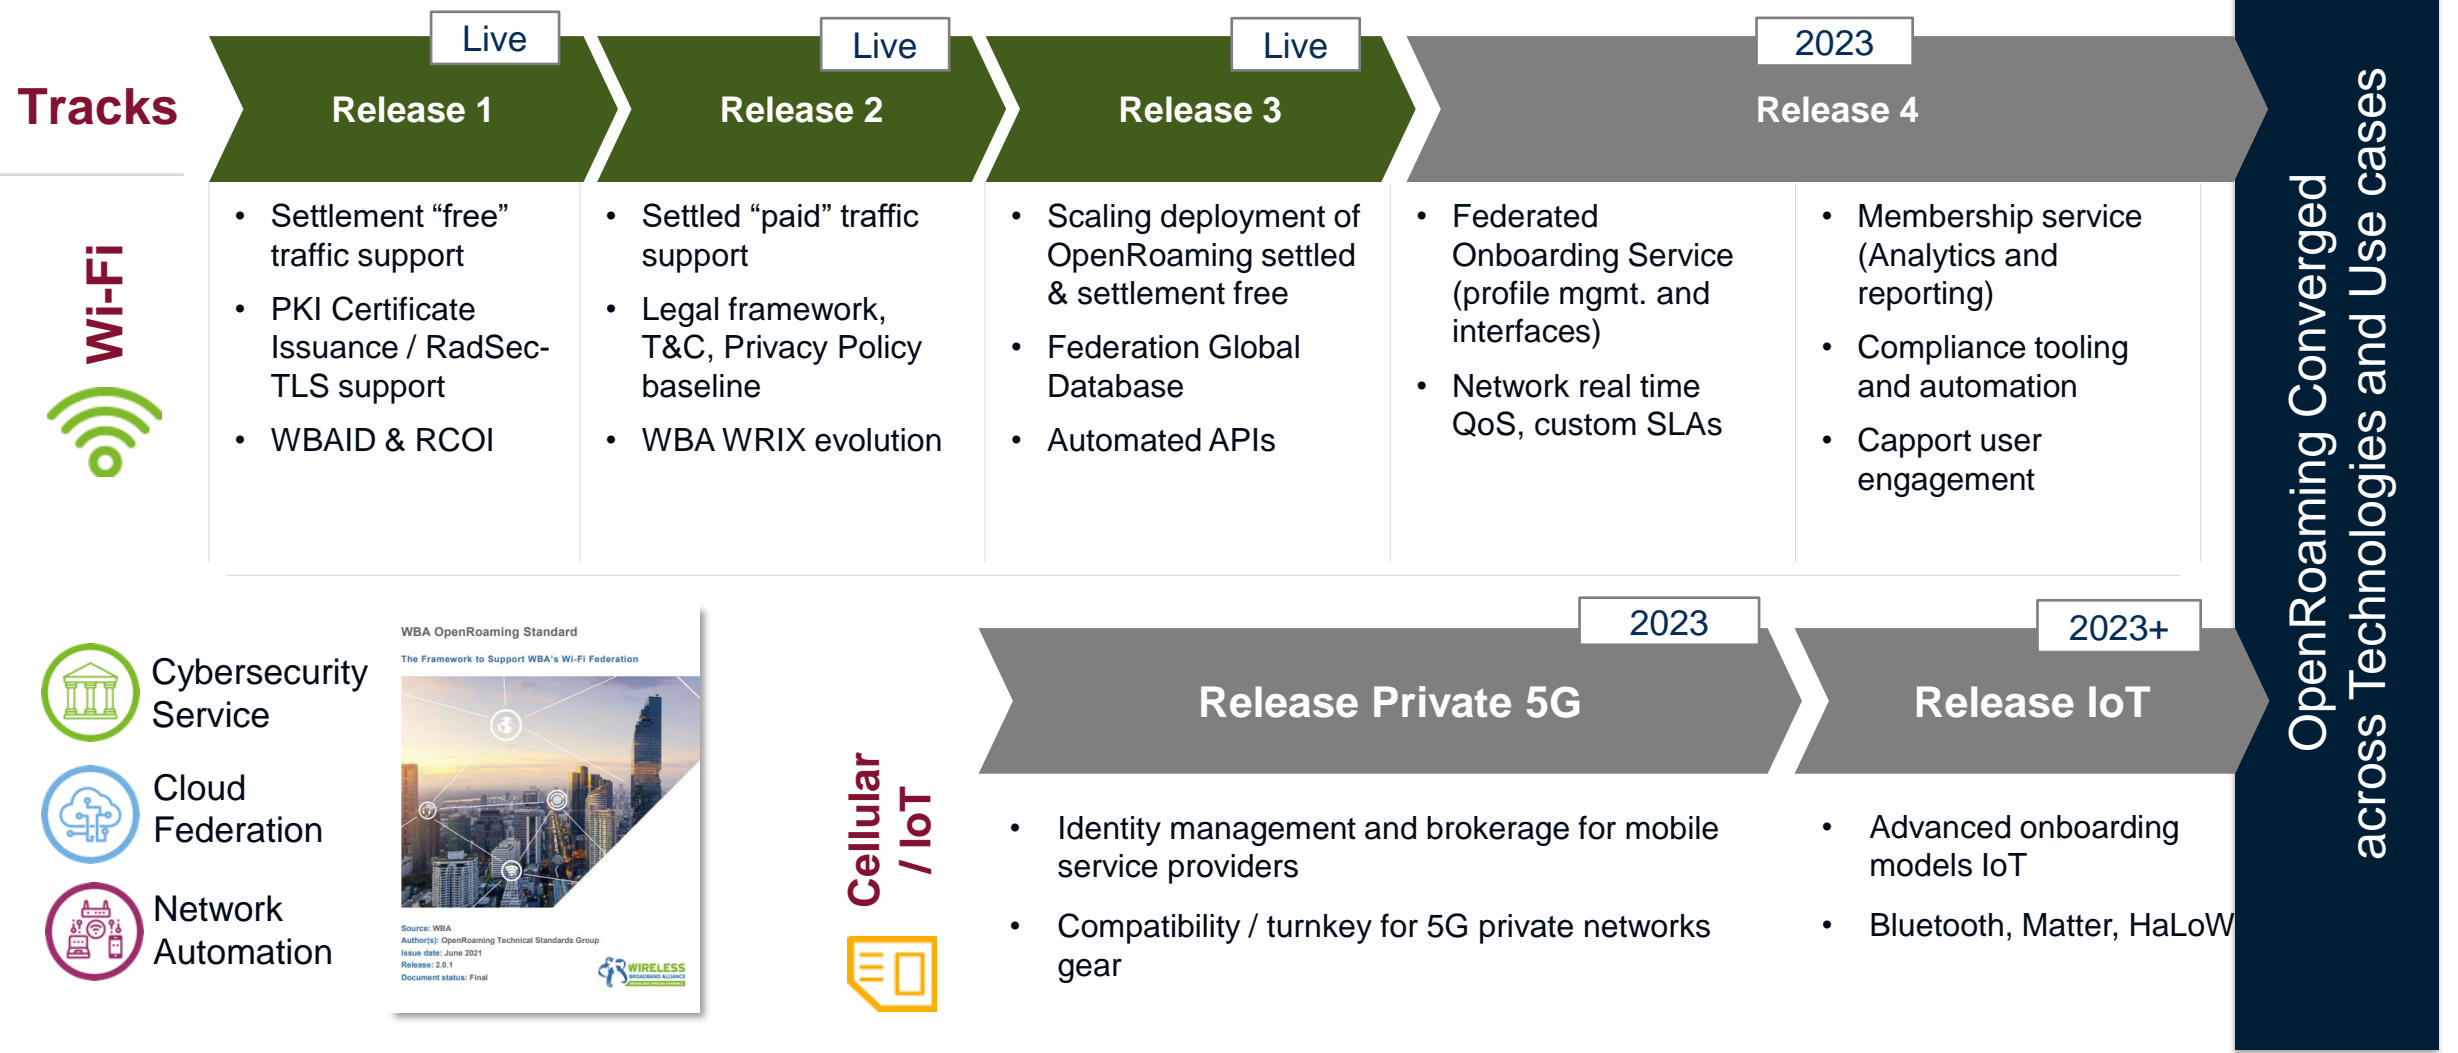 Tracks
Live
Release 1
Live
Release 2
Live
Release 3
2023
Release 4
Wi-Fi
• Settlement “free”
traffic support
• PKI Certificate
Issuance / RadSec-
TLS support
• WBAID & RCOI
• Settled “paid” traffic
support
• Legal framework,
T&C, Privacy Policy
baseline
• WBA WRIX evolution
• Scaling deployment of
OpenRoaming settled
& settlement free
• Federation Global
Database
• Automated APIs
• Federated
Onboarding Service
(profile mgmt. and
interfaces)
• Network real time
QoS, custom SLAs
• Membership service
(Analytics and
reporting)
• Compliance tooling
and automation
• Capport user
engagement
Cybersecurity
Service
Cloud
Federation
Network
Automation
WBA OpenRoaming Standard
The Framework to Support WBA's Wi-Fi Federation
Source: WBA
Author(s): OpenRoaming Technical Standards Group
Issue date: June 2021
Release: 2.0.1
Document status: Final
WIRELESS
BROADBAND ALLIANCE
Cellular
/ IoT
2023
Release Private 5G
• Identity management and brokerage for mobile
service providers
• Compatibility / turnkey for 5G private networks
gear
2023+
Release IoT
• Advanced onboarding
models IoT
• Bluetooth, Matter, HaLoW
OpenRoaming Converged
across Technologies and Use cases